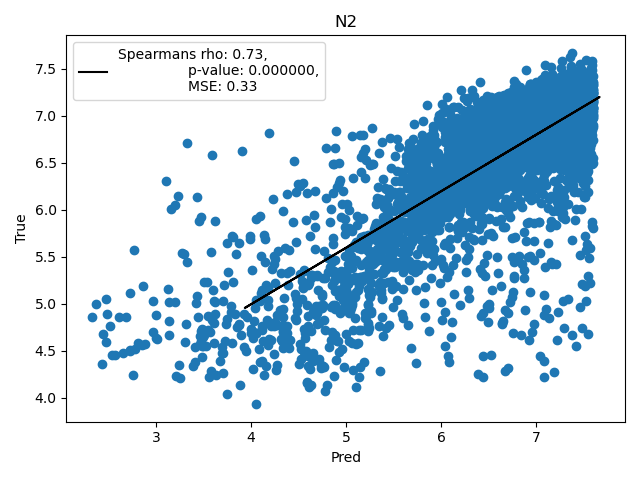 N2
Spearmans rho: 0.73,
p-value: 0.000000,
MSE: 0.33
True
7.5
7.0
6.5
6.0
5.5
5.0
4.5
4.0
3 4 5 6 7
Pred